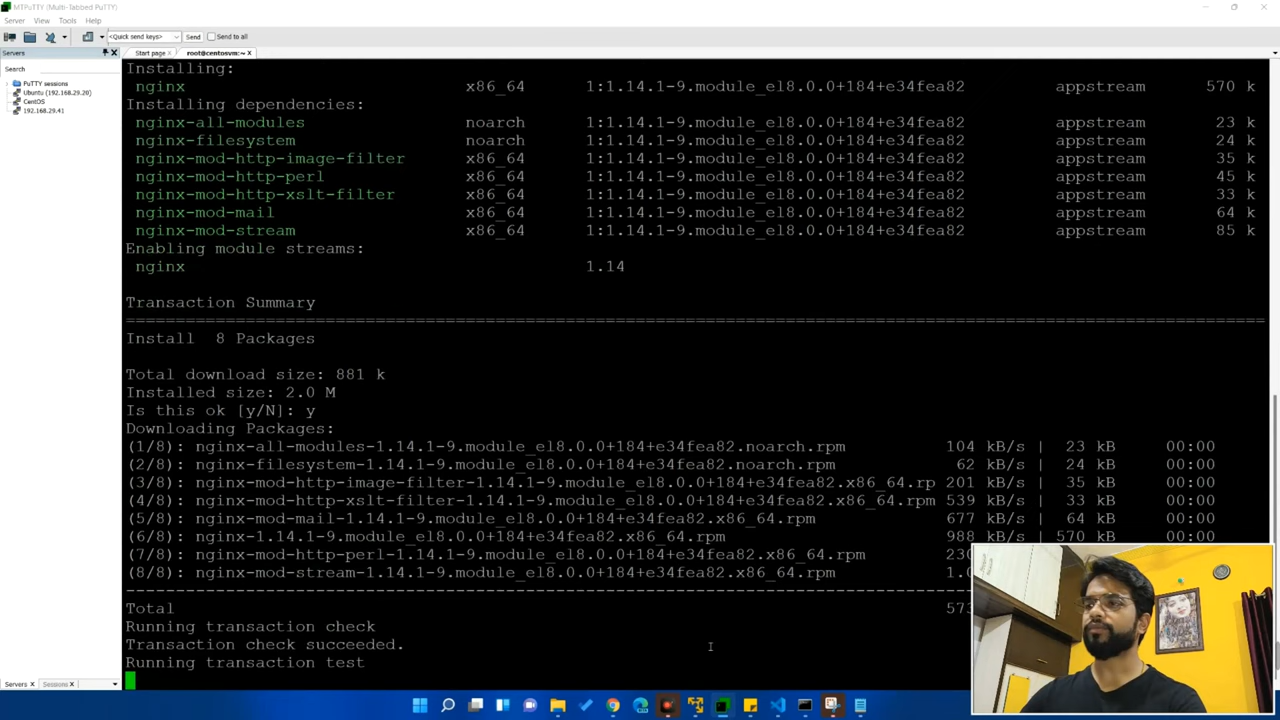 MTPuTTY (Multi-Tabbed PuTTY)
Server View Tools Help
<Quick send keys> Send Send to all
Servers
Start page root@centosvm:~
Search
PuTTY sessions
Ubuntu (192.168.29.20)
CentOS
192.168.29.41
Installing:
nginx x86_64 1:1.14.1-9.module_el8.0.0+184+e34fea82 appstream 570 k
Installing dependencies:
nginx-all-modules noarch 1:1.14.1-9.module_el8.0.0+184+e34fea82 appstream 23 k
nginx-filesystem noarch 1:1.14.1-9.module_el8.0.0+184+e34fea82 appstream 24 k
nginx-mod-http-image-filter x86_64 1:1.14.1-9.module_el8.0.0+184+e34fea82 appstream 35 k
nginx-mod-http-perl x86_64 1:1.14.1-9.module_el8.0.0+184+e34fea82 appstream 45 k
nginx-mod-http-xslt-filter x86_64 1:1.14.1-9.module_el8.0.0+184+e34fea82 appstream 33 k
nginx-mod-mail x86_64 1:1.14.1-9.module_el8.0.0+184+e34fea82 appstream 64 k
nginx-mod-stream x86_64 1:1.14.1-9.module_el8.0.0+184+e34fea82 appstream 85 k
Enabling module streams:
nginx 1.14
Transaction Summary
Install 8 Packages
Total download size: 881 k
Installed size: 2.0 M
Is this ok [y/N]: y
Downloading Packages:
(1/8): nginx-all-modules-1.14.1-9.module_el8.0.0+184+e34fea82.noarch.rpm 104 kB/s | 23 kB 00:00
(2/8): nginx-filesystem-1.14.1-9.module_el8.0.0+184+e34fea82.noarch.rpm 62 kB/s | 24 kB 00:00
(3/8): nginx-mod-http-image-filter-1.14.1-9.module_el8.0.0+184+e34fea82.x86_64.rp 201 kB/s | 35 kB 00:00
(4/8): nginx-mod-http-xslt-filter-1.14.1-9.module_el8.0.0+184+e34fea82.x86_64.rpm 539 kB/s | 33 kB 00:00
(5/8): nginx-mod-mail-1.14.1-9.module_el8.0.0+184+e34fea82.x86_64.rpm 677 kB/s | 64 kB 00:00
(6/8): nginx-1.14.1-9.module_el8.0.0+184+e34fea82.x86_64.rpm 988 kB/s | 570 kB 00:00
(7/8): nginx-mod-http-perl-1.14.1-9.module_el8.0.0+184+e34fea82.x86_64.rpm 230
(8/8): nginx-mod-stream-1.14.1-9.module_el8.0.0+184+e34fea82.x86_64.rpm 1.0
Total 573
Running transaction check
Transaction check succeeded.
Running transaction test
Servers Sessions